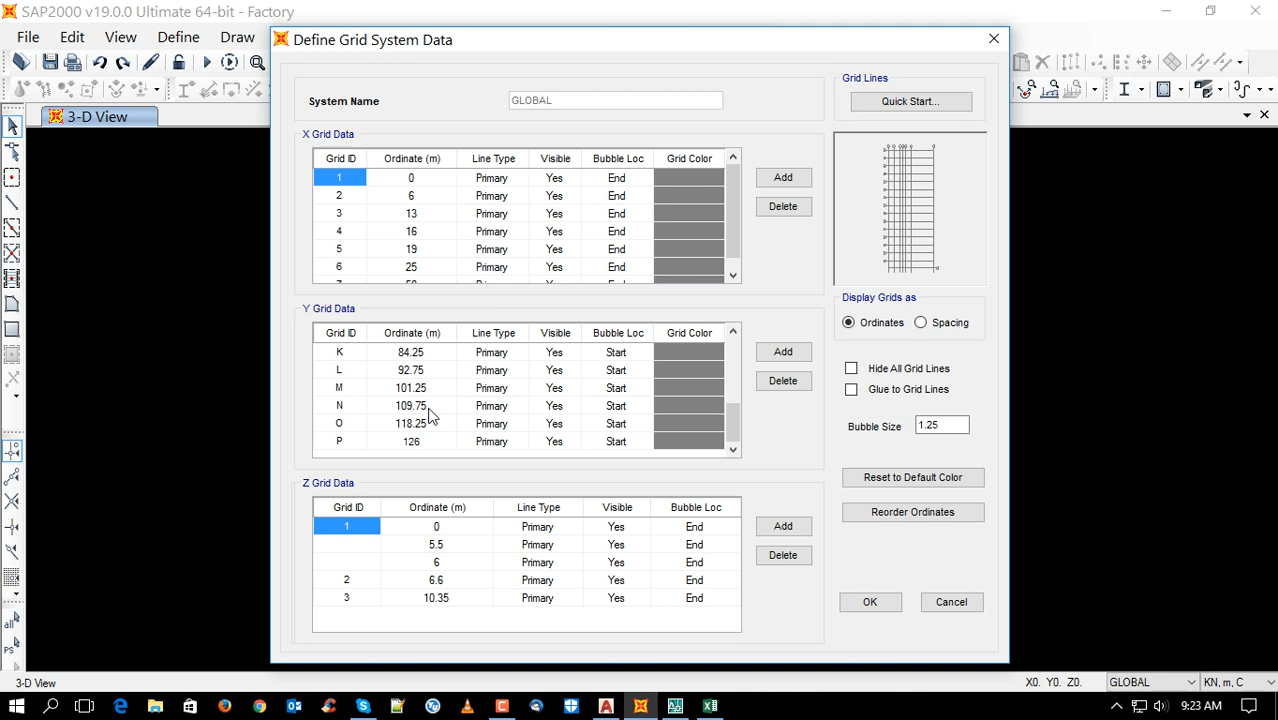 SAP2000 v19.0.0 Ultimate 64-bit - Factory
File Edit View Define Draw
3-D View
Define Grid System Data
System Name GLOBAL
Grid Lines
Quick Start...
X Grid Data
Grid ID Ordinate (m) Line Type Visible Bubble Loc Grid Color
1 0 Primary Yes End
2 6 Primary Yes End
3 13 Primary Yes End
4 16 Primary Yes End
5 19 Primary Yes End
6 25 Primary Yes End
Add
Delete
Y Grid Data
Grid ID Ordinate (m) Line Type Visible Bubble Loc Grid Color
K 84.25 Primary Yes Start
L 92.75 Primary Yes Start
M 101.25 Primary Yes Start
N 109.75 Primary Yes Start
O 118.25 Primary Yes Start
P 126 Primary Yes Start
Add
Delete
Display Grids as
Ordinates Spacing
Hide All Grid Lines
Glue to Grid Lines
Bubble Size 1.25
Reset to Default Color
Reorder Ordinates
Z Grid Data
Grid ID Ordinate (m) Line Type Visible Bubble Loc
1 0 Primary Yes End
5.5 Primary Yes End
6 Primary Yes End
2 6.6 Primary Yes End
3 10.35 Primary Yes End
Add
Delete
OK Cancel
all
PS
3-D View
X0. Y0. Z0. GLOBAL KN, m, C
9:23 AM